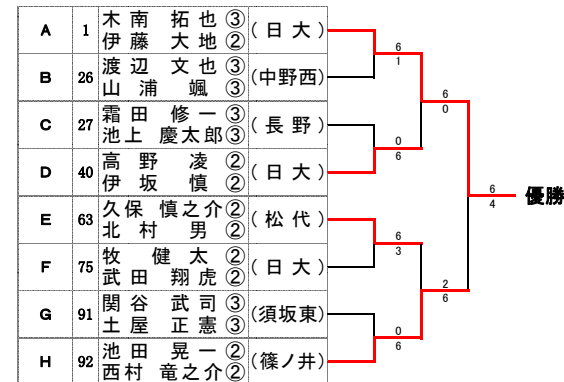 A 1 木南 拓也③ (日大)
伊藤 大地②
6
1
B 26 渡辺 文也③ (中野西)
山浦 颯③
6
0
C 27 霜田 修一③ (長野)
池上 慶太郎③
0
6
D 40 高野 凌② (日大)
伊坂 慎②
6
4
優勝
E 63 久保 慎之介② (松代)
北村 男②
6
3
F 75 牧 健太② (日大)
武田 翔虎②
2
6
G 91 関谷 武司③ (須坂東)
土屋 正憲③
0
6
H 92 池田 晃一② (篠ノ井)
西村 竜之介②